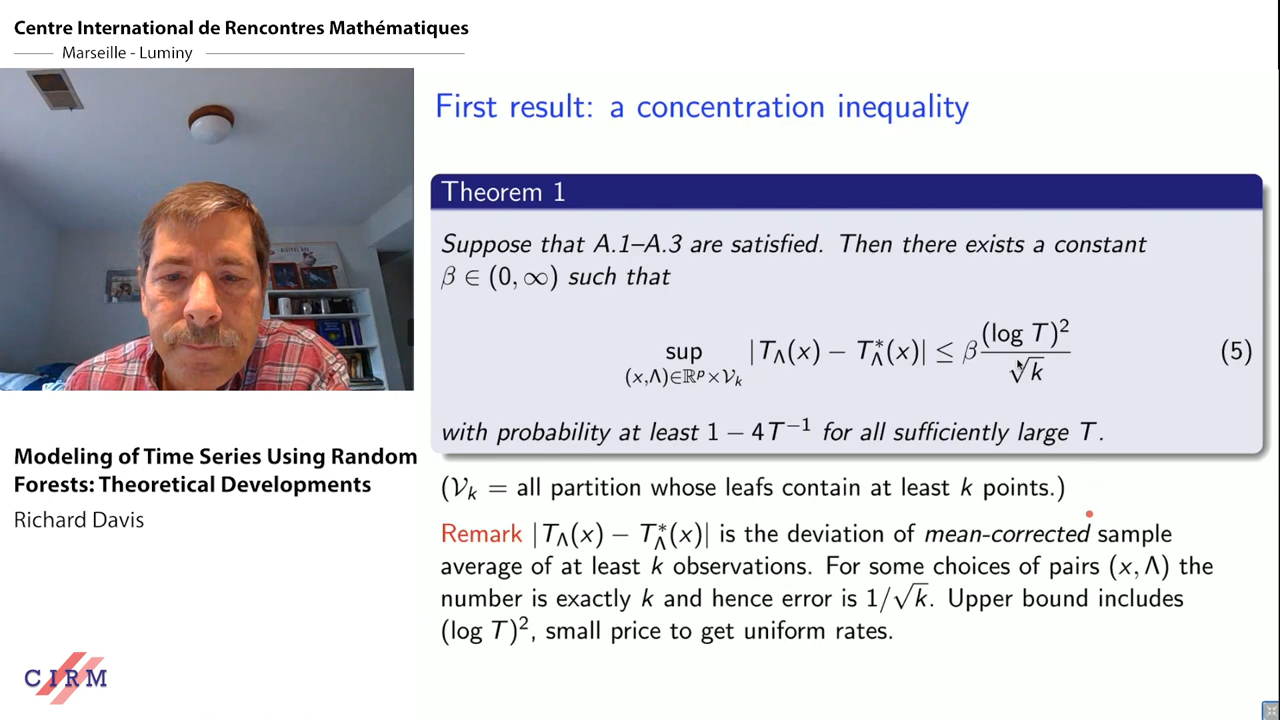 Centre International de Rencontres Mathématiques
Marseille - Luminy
First result: a concentration inequality
Theorem 1
Suppose that A.1–A.3 are satisfied. Then there exists a constant
β ∈ (0, ∞) such that
sup_{(x,Λ)∈ℝ^p×𝒱_k} |T_Λ(x) − T*_Λ(x)| ≤ β (log T)² / √k (5)
with probability at least 1 − 4T⁻¹ for all sufficiently large T.
(𝒱_k = all partition whose leafs contain at least k points.)
Remark |T_Λ(x) − T*_Λ(x)| is the deviation of mean-corrected sample
average of at least k observations. For some choices of pairs (x, Λ) the
number is exactly k and hence error is 1/√k. Upper bound includes
(log T)², small price to get uniform rates.
Modeling of Time Series Using Random
Forests: Theoretical Developments
Richard Davis
CIRM